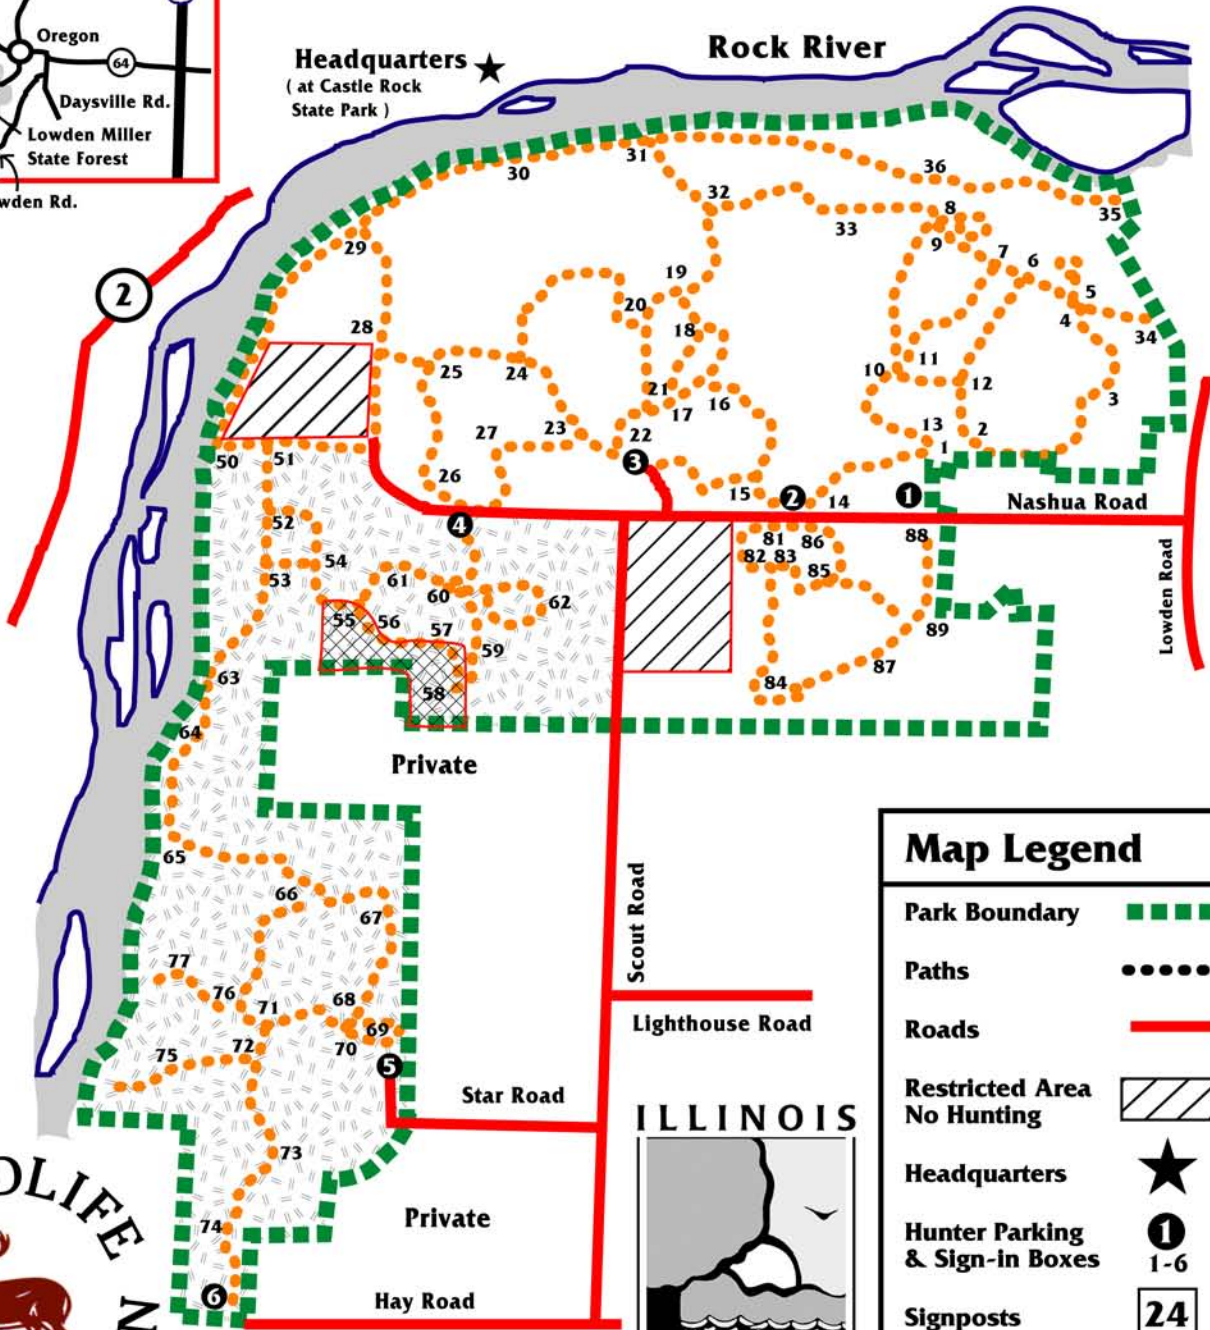 Oregon
64
Daysville Rd.
Lowden Miller
State Forest
wden Rd.
Headquarters
( at Castle Rock
State Park )
Rock River
2
30
31
32
36
35
33
8
9
7
6
5
4
34
29
28
19
20
18
25
24
21
17
16
10
11
12
3
13
1
2
27
23
22
3
26
15
2
14
1
Nashua Road
50
51
52
53
54
4
61
60
62
55
56
57
59
58
81
86
82
83
85
88
89
87
84
Lowden Road
63
64
Private
65
66
67
Scout Road
77
76
71
68
69
70
72
75
5
Lighthouse Road
Star Road
73
74
Private
6
Hay Road
DLIFE
N
ILLINOIS
Map Legend
Park Boundary
Paths
Roads
Restricted Area
No Hunting
Headquarters
Hunter Parking
& Sign-in Boxes
1
1-6
Signposts
24